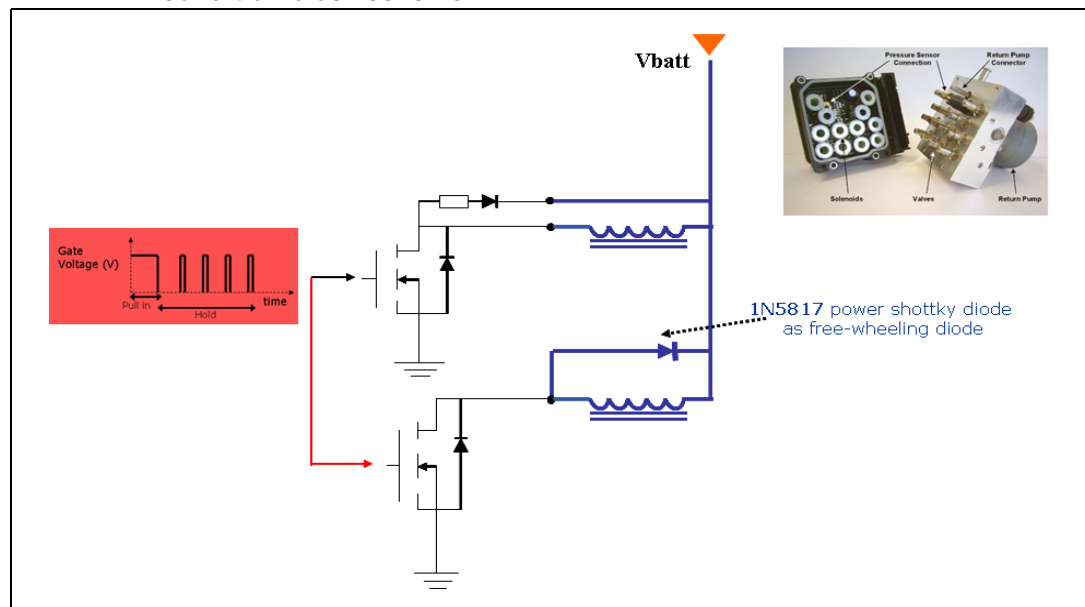 Vbatt
Pressure Sensor
Connection
Return Pump
Connector
Solenoids
Valves
Return Pump
Gate
Voltage (V)
Pull in
time
Hold
1N5817 power shottky diode
as free-wheeling diode